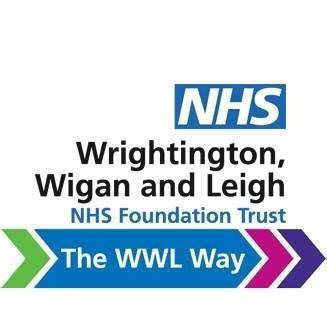 NHS
Wrightington,
Wigan and Leigh
NHS Foundation Trust
The WWL Way